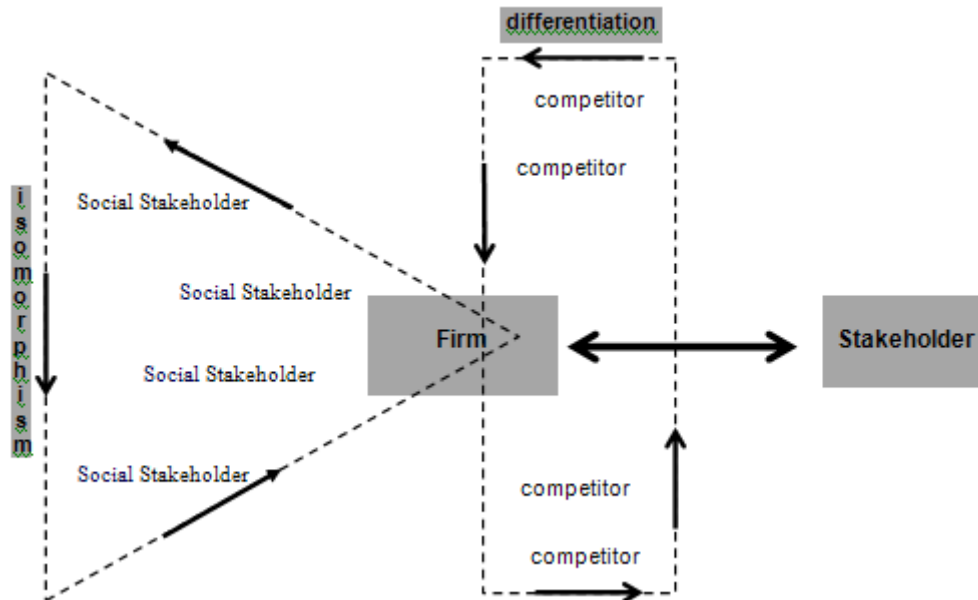 differentiation
competitor
competitor
isomorphism
Social Stakeholder
Social Stakeholder
Firm
Stakeholder
Social Stakeholder
Social Stakeholder
competitor
competitor